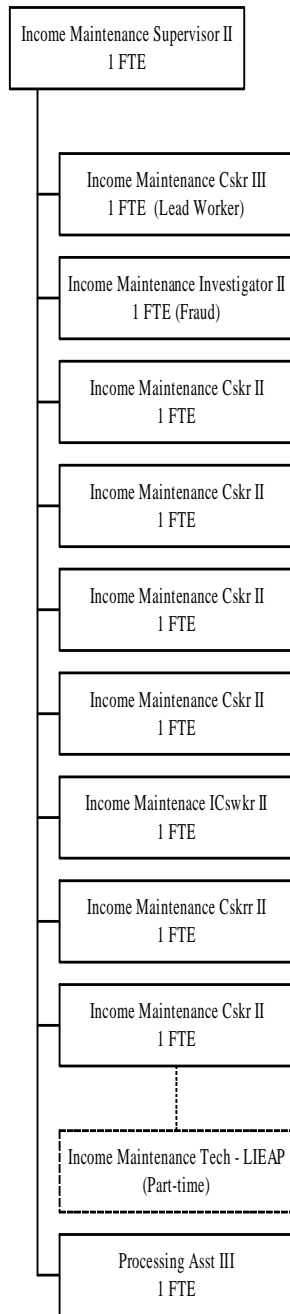 Income Maintenance Supervisor II
1 FTE
Income Maintenance Cskr III
1 FTE (Lead Worker)
Income Maintenance Investigator II
1 FTE (Fraud)
Income Maintenance Cskr II
1 FTE
Income Maintenance Cskr II
1 FTE
Income Maintenance Cskr II
1 FTE
Income Maintenance Cskr II
1 FTE
Income Maintenace ICswkr II
1 FTE
Income Maintenance Cskrr II
1 FTE
Income Maintenance Cskr II
1 FTE
Income Maintenance Tech - LIEAP
(Part-time)
Processing Asst III
1 FTE